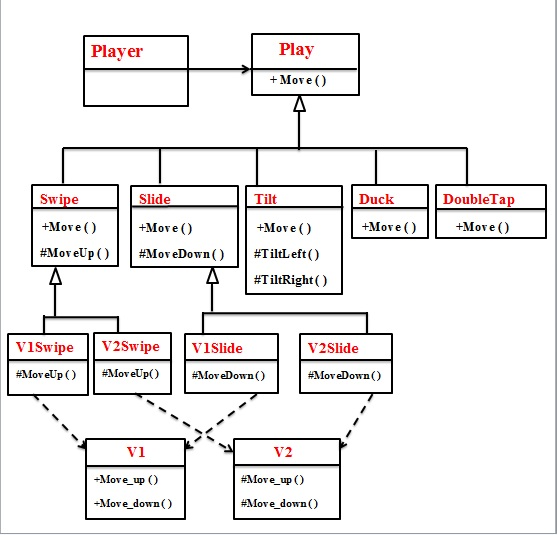 Player
Play
+ Move ( )
Swipe
+Move ( )
#MoveUp ( )
Slide
+Move ( )
#MoveDown ( )
Tilt
+Move ( )
#TiltLeft( )
#TiltRight( )
Duck
+Move ( )
DoubleTap
+Move ( )
V1Swipe
#MoveUp ( )
V2Swipe
#MoveUp( )
V1Slide
#MoveDown( )
V2Slide
#MoveDown( )
V1
+Move_up ( )
+Move_down( )
V2
#Move_up ( )
#Move_down( )